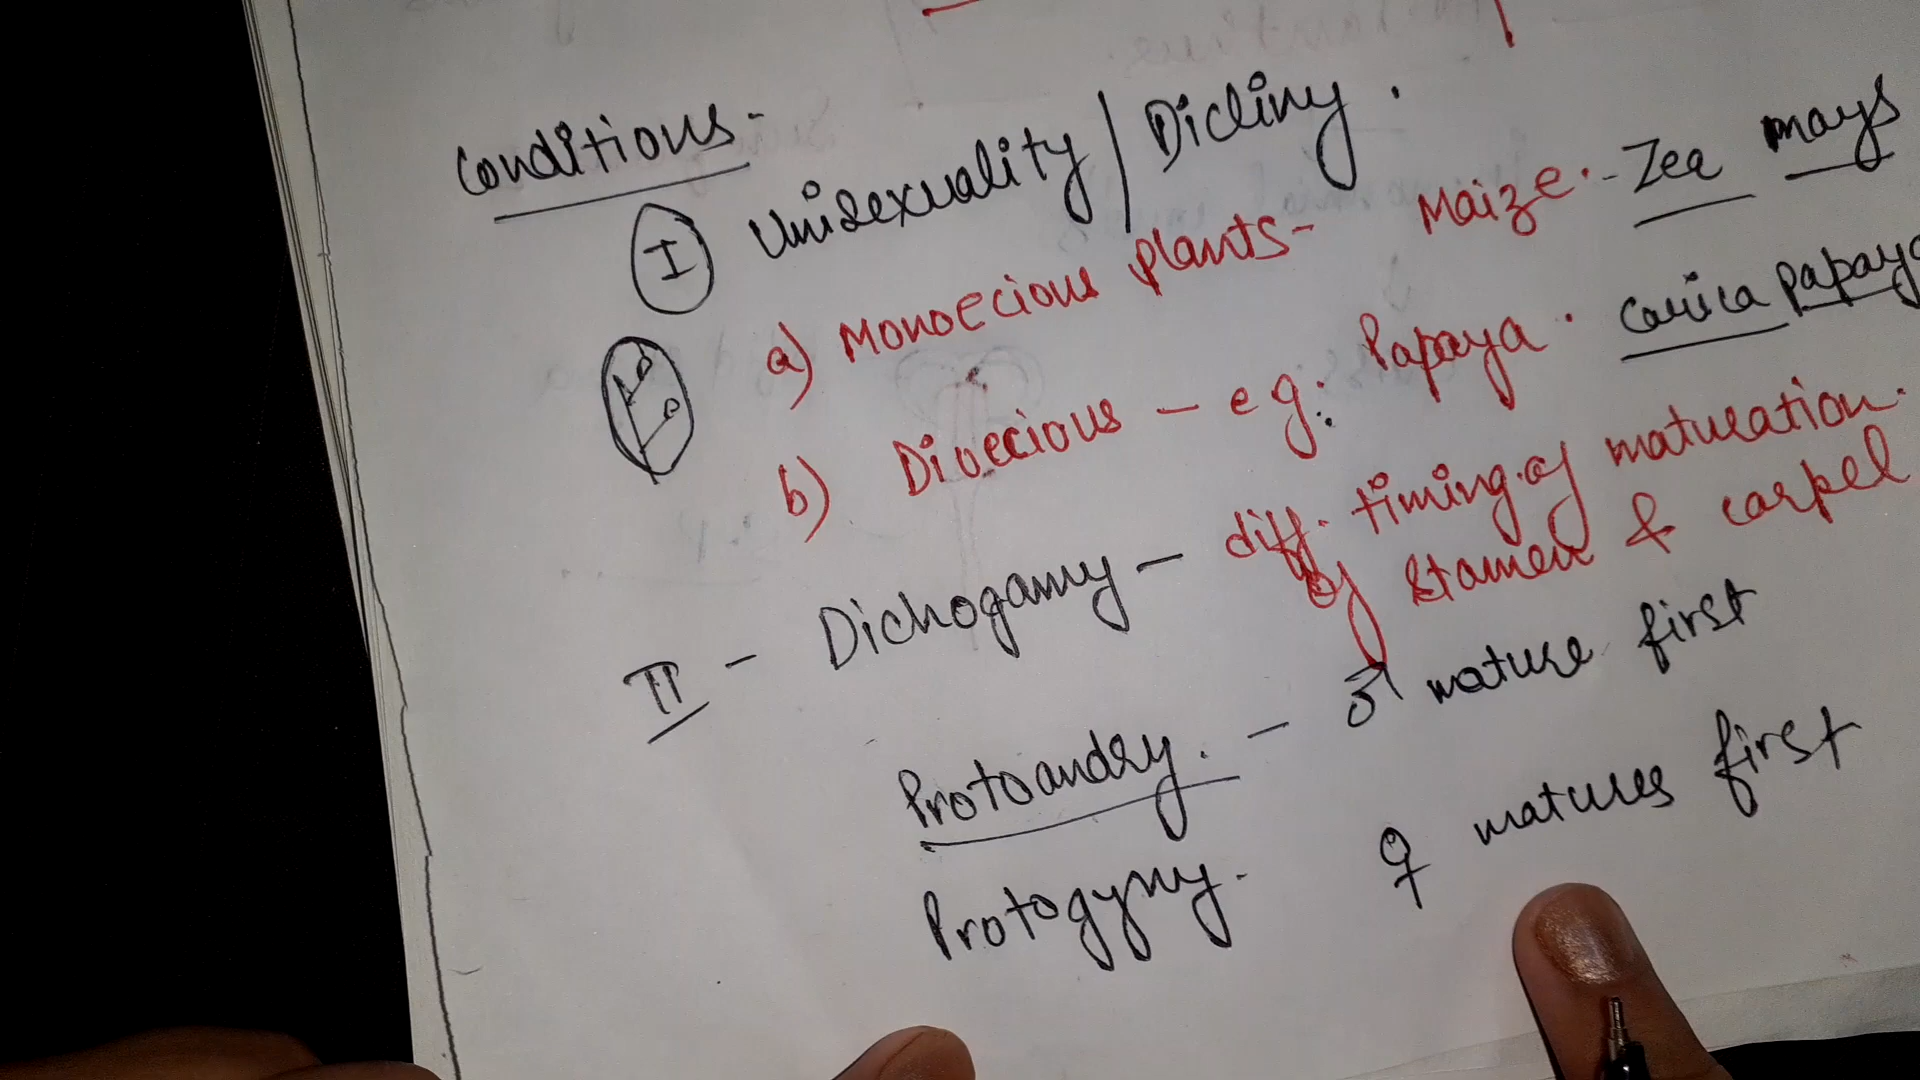 Conditions -
I Unisexuality / Dicliny .
a) Monoecious plants - Maize - Zea mays
b) Dioecious - eg: Papaya . Carica papaya
II - Dichogamy - diff. timing of maturation .
of stamen & carpel
Protoandry . - ♂ mature first
Protogyny . ♀ matures first